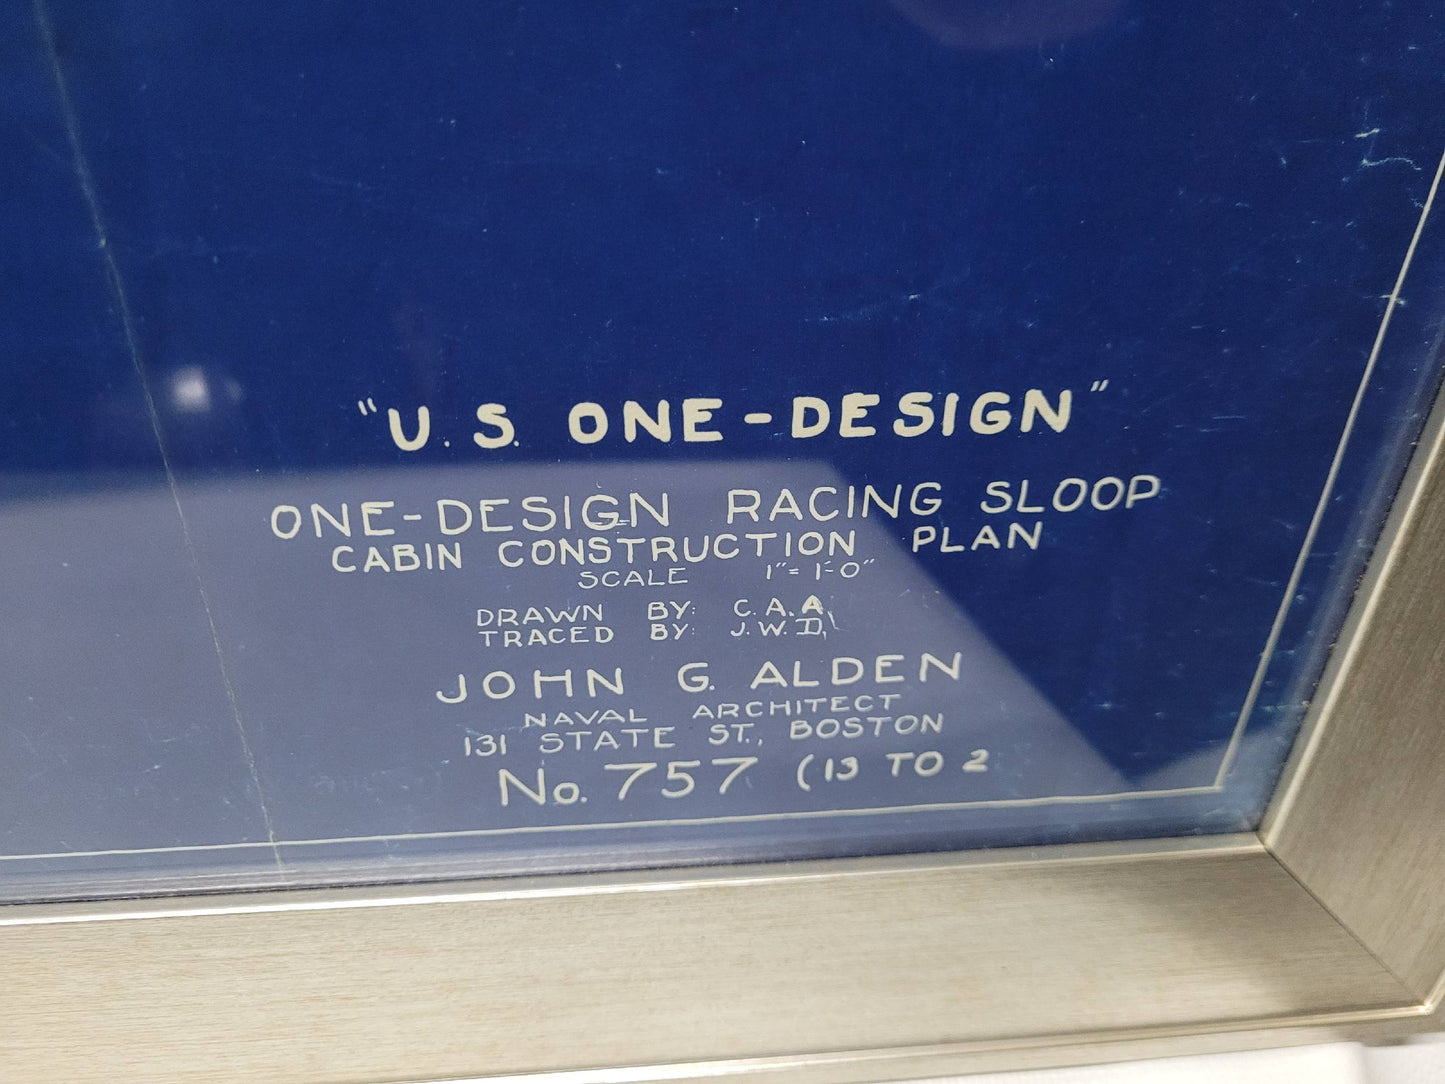 "U.S. ONE-DESIGN"
ONE-DESIGN RACING SLOOP
CABIN CONSTRUCTION PLAN
SCALE 1"= 1'-0"
DRAWN BY: C.A.A.
TRACED BY: J.W.D.
JOHN G. ALDEN
NAVAL ARCHITECT
131 STATE ST., BOSTON
No. 757 (13 TO 2